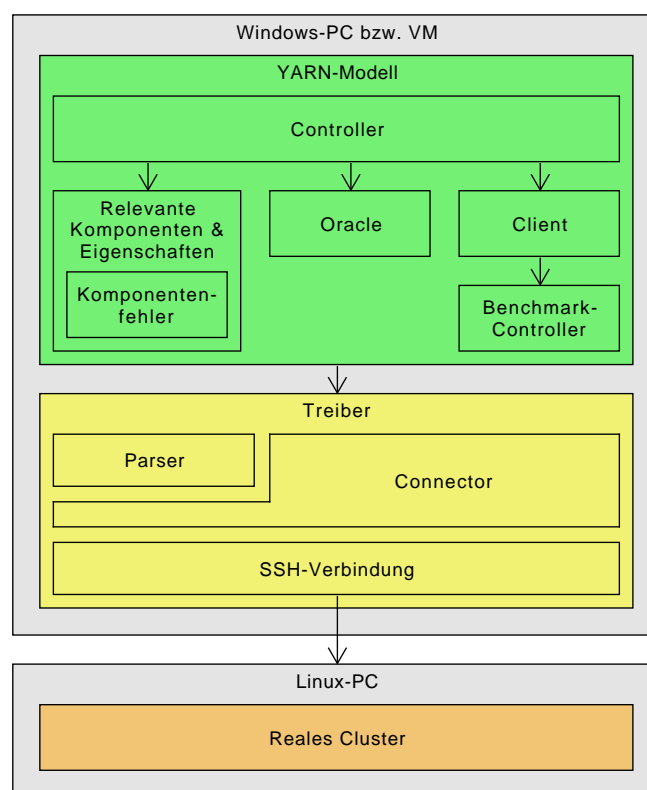 Windows-PC bzw. VM
YARN-Modell
Controller
Relevante
Komponenten &
Eigenschaften
Komponenten-
fehler
Oracle
Client
Benchmark-
Controller
Treiber
Parser
Connector
SSH-Verbindung
Linux-PC
Reales Cluster